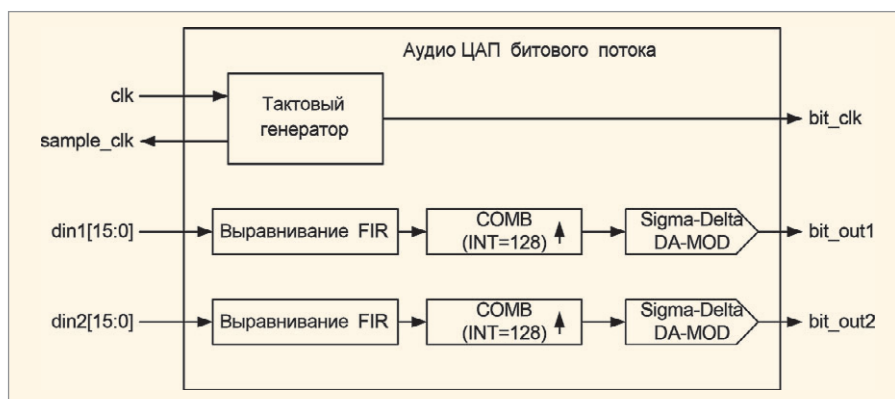 Аудио ЦАП битового потока
clk
Тактовый
генератор
bit_clk
sample_clk
din1[15:0]
Выравнивание FIR
COMB
(INT=128)
Sigma-Delta
DA-MOD
bit_out1
din2[15:0]
Выравнивание FIR
COMB
(INT=128)
Sigma-Delta
DA-MOD
bit_out2